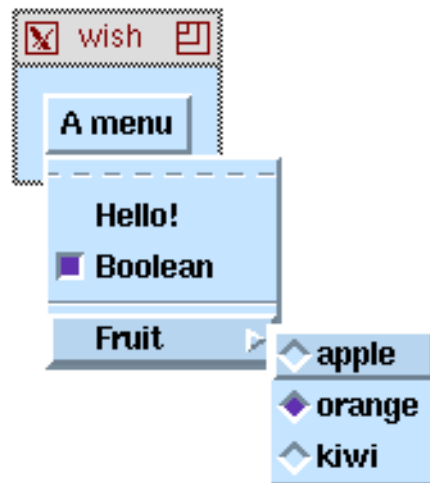 wish
A menu
Hello!
Boolean
Fruit
apple
orange
kiwi